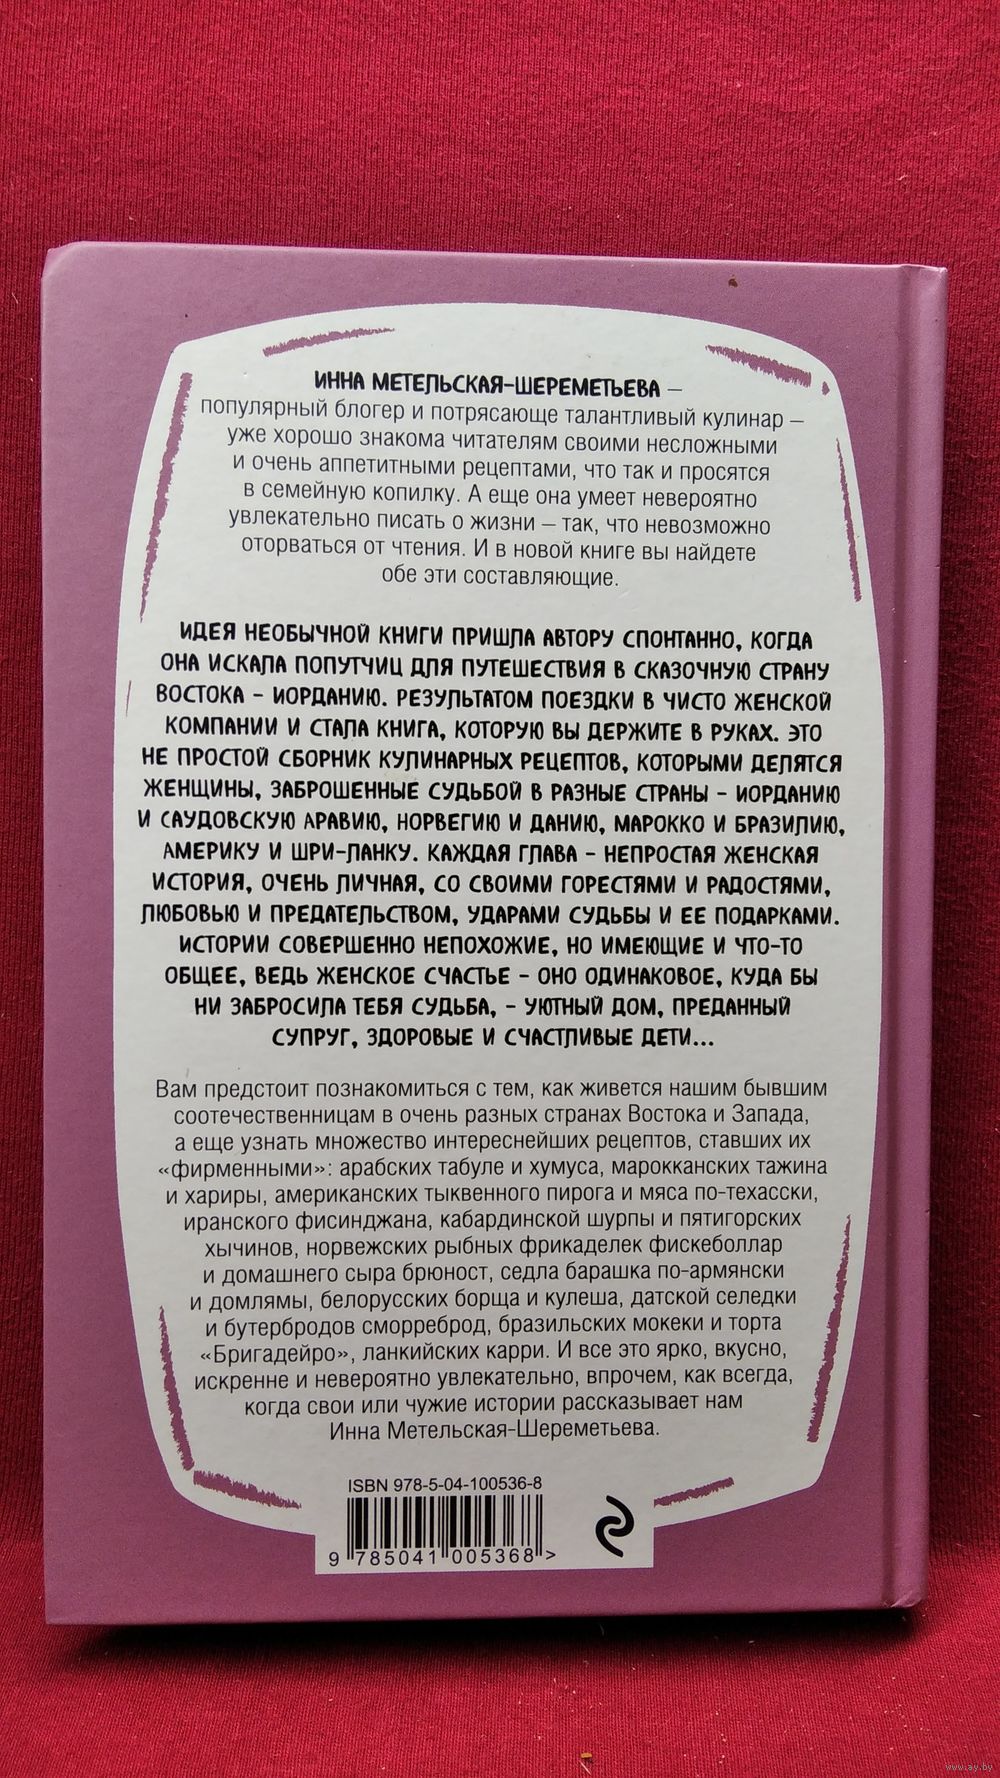 ИННА МЕТЕЛЬСКАЯ-ШЕРЕМЕТЬЕВА –
популярный блогер и потрясающе талантливый кулинар –
уже хорошо знакома читателям своими несложными
и очень аппетитными рецептами, что так и просятся
в семейную копилку. А еще она умеет невероятно
увлекательно писать о жизни – так, что невозможно
оторваться от чтения. И в новой книге вы найдете
обе эти составляющие.
ИДЕЯ НЕОБЫЧНОЙ КНИГИ ПРИШЛА АВТОРУ СПОНТАННО, КОГДА
ОНА ИСКАЛА ПОПУТЧИЦ ДЛЯ ПУТЕШЕСТВИЯ В СКАЗОЧНУЮ СТРАНУ
ВОСТОКА – ИОРДАНИЮ. РЕЗУЛЬТАТОМ ПОЕЗДКИ В ЧИСТО ЖЕНСКОЙ
КОМПАНИИ И СТАЛА КНИГА, КОТОРУЮ ВЫ ДЕРЖИТЕ В РУКАХ. ЭТО
НЕ ПРОСТОЙ СБОРНИК КУЛИНАРНЫХ РЕЦЕПТОВ, КОТОРЫМИ ДЕЛЯТСЯ
ЖЕНЩИНЫ, ЗАБРОШЕННЫЕ СУДЬБОЙ В РАЗНЫЕ СТРАНЫ – ИОРДАНИЮ
И САУДОВСКУЮ АРАВИЮ, НОРВЕГИЮ И ДАНИЮ, МАРОККО И БРАЗИЛИЮ,
АМЕРИКУ И ШРИ-ЛАНКУ. КАЖДАЯ ГЛАВА – НЕПРОСТАЯ ЖЕНСКАЯ
ИСТОРИЯ, ОЧЕНЬ ЛИЧНАЯ, СО СВОИМИ ГОРЕСТЯМИ И РАДОСТЯМИ,
ЛЮБОВЬЮ И ПРЕДАТЕЛЬСТВОМ, УДАРАМИ СУДЬБЫ И ЕЕ ПОДАРКАМИ.
ИСТОРИИ СОВЕРШЕННО НЕПОХОЖИЕ, НО ИМЕЮЩИЕ И ЧТО-ТО
ОБЩЕЕ, ВЕДЬ ЖЕНСКОЕ СЧАСТЬЕ – ОНО ОДИНАКОВОЕ, КУДА БЫ
НИ ЗАБРОСИЛА ТЕБЯ СУДЬБА, – УЮТНЫЙ ДОМ, ПРЕДАННЫЙ
СУПРУГ, ЗДОРОВЫЕ И СЧАСТЛИВЫЕ ДЕТИ...
Вам предстоит познакомиться с тем, как живется нашим бывшим
соотечественницам в очень разных странах Востока и Запада,
а еще узнать множество интереснейших рецептов, ставших их
«фирменными»: арабских табуле и хумуса, марокканских тажина
и хариры, американских тыквенного пирога и мяса по-техасски,
иранского фисинджана, кабардинской шурпы и пятигорских
хычинов, норвежских рыбных фрикаделек фискеболлар
и домашнего сыра брюност, седла барашка по-армянски
и домлямы, белорусских борща и кулеша, датской селедки
и бутербродов сморреброд, бразильских мокеки и торта
«Бригадейро», ланкийских карри. И все это ярко, вкусно,
искренне и невероятно увлекательно, впрочем, как всегда,
когда свои или чужие истории рассказывает нам
Инна Метельская-Шереметьева.
ISBN 978-5-04-100536-8
9 785041 005368 >
www.ay.by